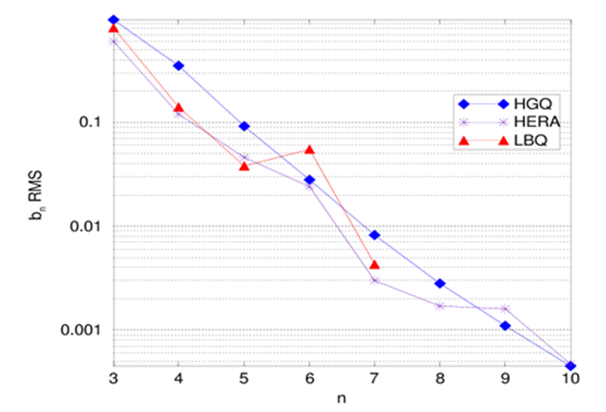 HGQ
HERA
LBQ
0.1
0.01
0.001
bn RMS
3 4 5 6 7 8 9 10
n